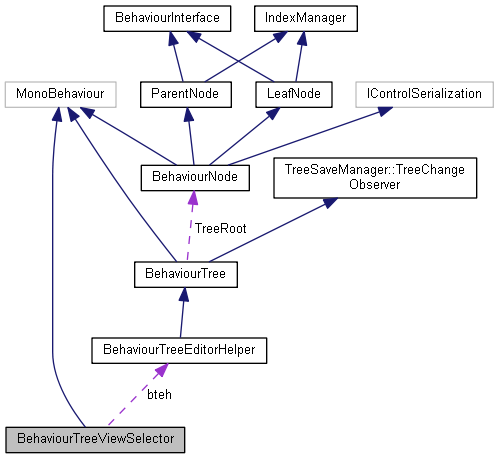 BehaviourInterface
IndexManager
MonoBehaviour
ParentNode
LeafNode
IControlSerialization
BehaviourNode
TreeSaveManager::TreeChange
Observer
TreeRoot
BehaviourTree
BehaviourTreeEditorHelper
bteh
BehaviourTreeViewSelector